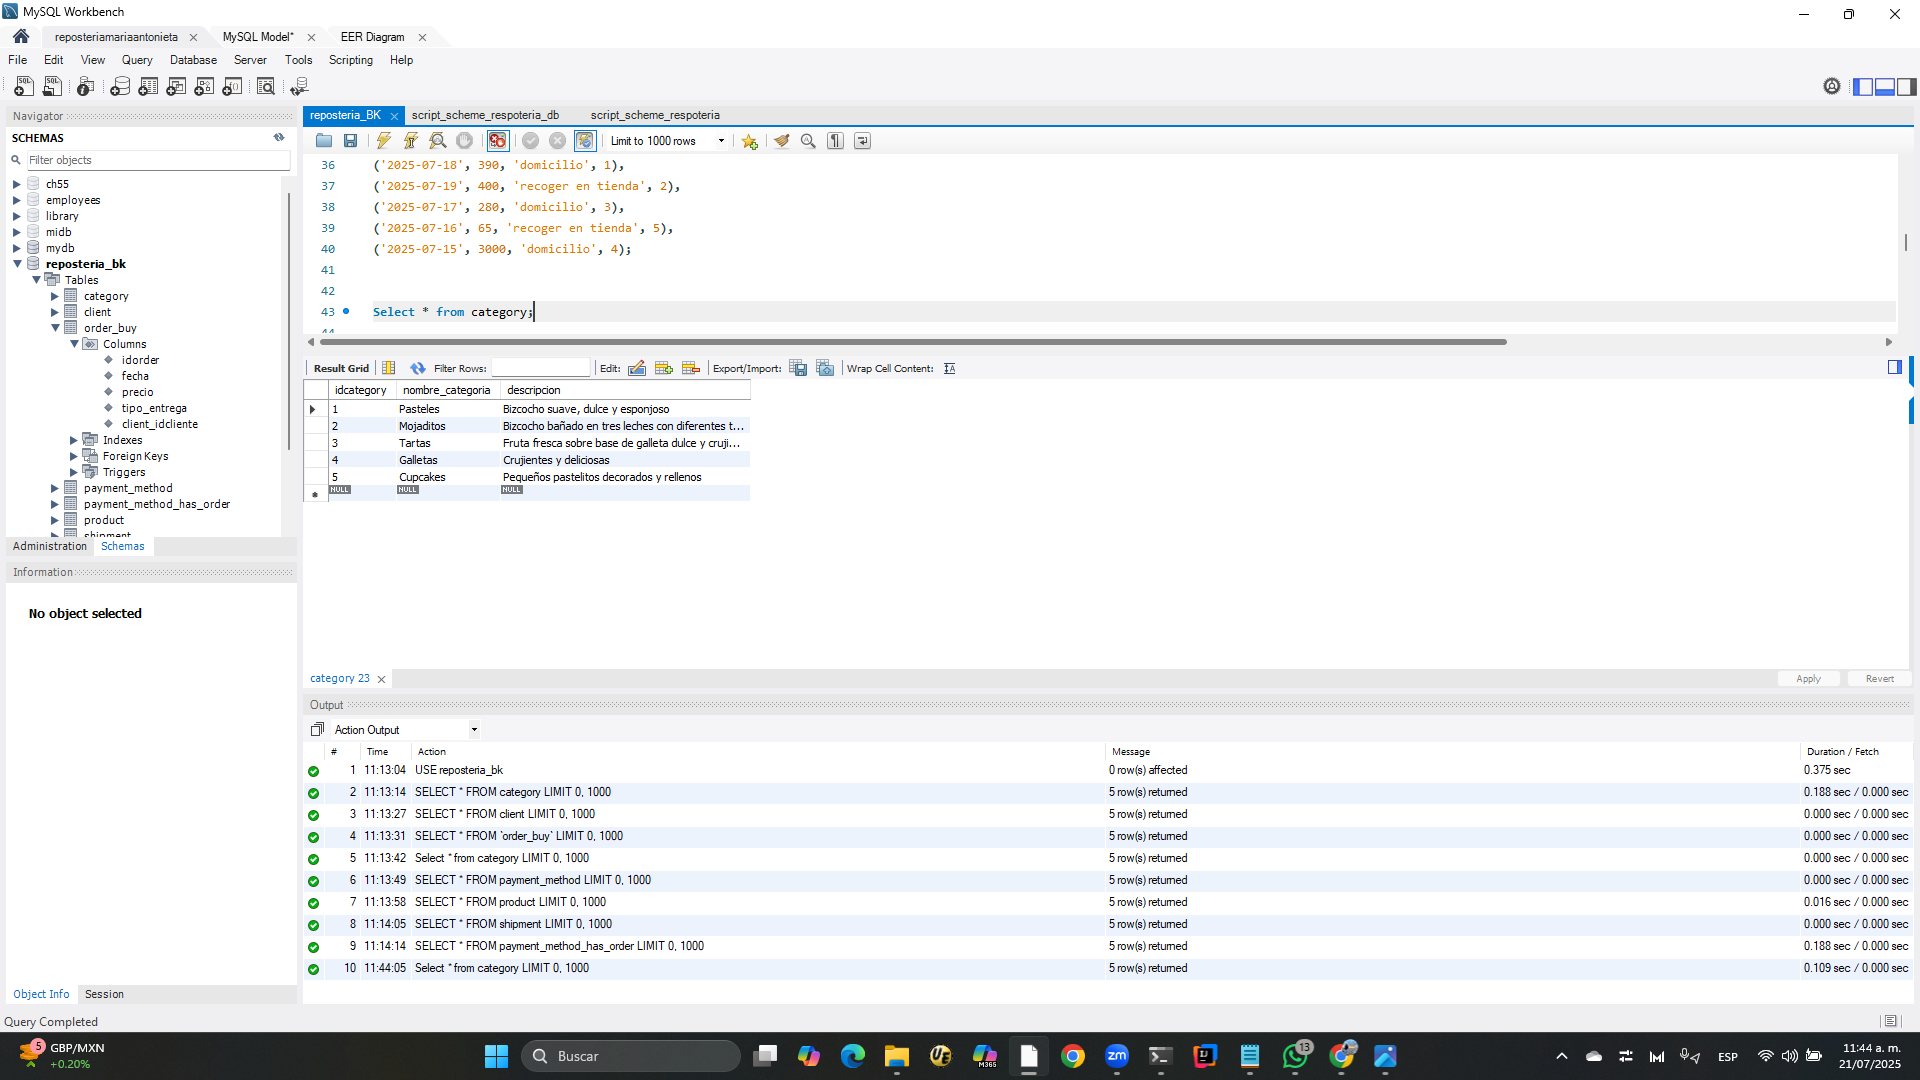 MySQL Workbench
reposteriamariaantonieta
MySQL Model*
EER Diagram
File Edit View Query Database Server Tools Scripting Help
Navigator
SCHEMAS
Filter objects
ch55
employees
library
midb
mydb
reposteria_bk
Tables
category
client
order_buy
Columns
idorder
fecha
precio
tipo_entrega
client_idcliente
Indexes
Foreign Keys
Triggers
payment_method
payment_method_has_order
product
shipment
Administration Schemas
Information
No object selected
Object Info Session
reposteria_BK script_scheme_respoteria_db script_scheme_respoteria
Limit to 1000 rows
36 ('2025-07-18', 390, 'domicilio', 1),
37 ('2025-07-19', 400, 'recoger en tienda', 2),
38 ('2025-07-17', 280, 'domicilio', 3),
39 ('2025-07-16', 65, 'recoger en tienda', 5),
40 ('2025-07-15', 3000, 'domicilio', 4);
41
42
43 Select * from category;
44
Result Grid Filter Rows: Edit: Export/Import: Wrap Cell Content:
idcategory nombre_categoria descripcion
1 Pasteles Bizcocho suave, dulce y esponjoso
2 Mojaditos Bizcocho bañado en tres leches con diferentes t...
3 Tartas Fruta fresca sobre base de galleta dulce y cruji...
4 Galletas Crujientes y deliciosas
5 Cupcakes Pequeños pastelitos decorados y rellenos
NULL NULL NULL
category 23 Apply Revert
Output
Action Output
# Time Action Message Duration / Fetch
1 11:13:04 USE reposteria_bk 0 row(s) affected 0.375 sec
2 11:13:14 SELECT * FROM category LIMIT 0, 1000 5 row(s) returned 0.188 sec / 0.000 sec
3 11:13:27 SELECT * FROM client LIMIT 0, 1000 5 row(s) returned 0.000 sec / 0.000 sec
4 11:13:31 SELECT * FROM `order_buy` LIMIT 0, 1000 5 row(s) returned 0.000 sec / 0.000 sec
5 11:13:42 Select * from category LIMIT 0, 1000 5 row(s) returned 0.000 sec / 0.000 sec
6 11:13:49 SELECT * FROM payment_method LIMIT 0, 1000 5 row(s) returned 0.000 sec / 0.000 sec
7 11:13:58 SELECT * FROM product LIMIT 0, 1000 5 row(s) returned 0.016 sec / 0.000 sec
8 11:14:05 SELECT * FROM shipment LIMIT 0, 1000 5 row(s) returned 0.000 sec / 0.000 sec
9 11:14:14 SELECT * FROM payment_method_has_order LIMIT 0, 1000 5 row(s) returned 0.188 sec / 0.000 sec
10 11:44:05 Select * from category LIMIT 0, 1000 5 row(s) returned 0.109 sec / 0.000 sec
Query Completed
5
GBP/MXN
+0.20%
Buscar
M365
zm
13
ESP
11:44 a. m.
21/07/2025